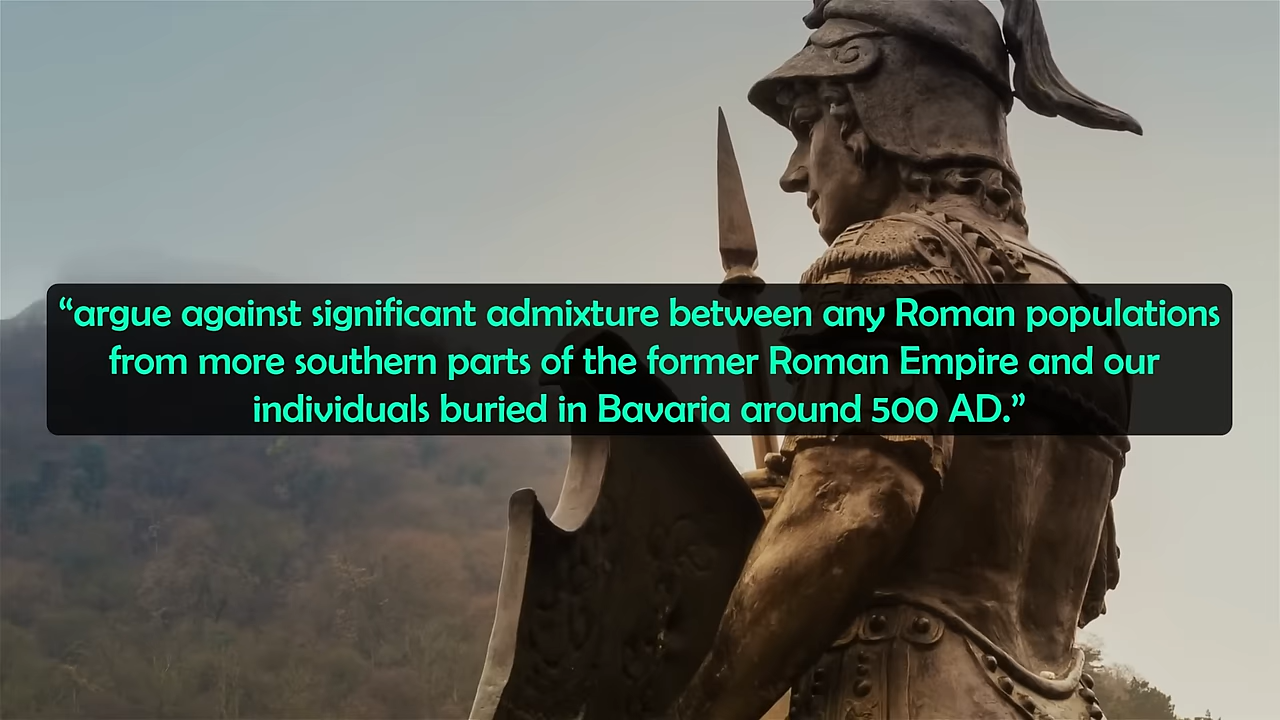 “argue against significant admixture between any Roman populations
from more southern parts of the former Roman Empire and our
individuals buried in Bavaria around 500 AD.”